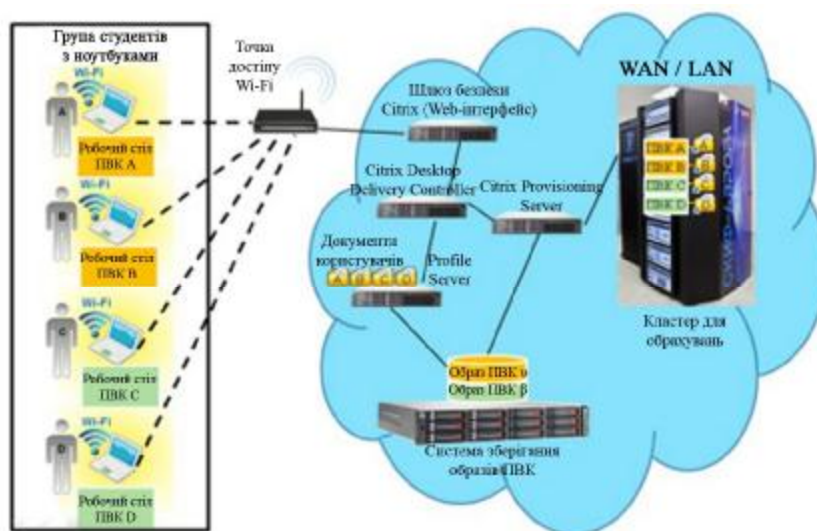 Група студентів
з ноутбуками
Wi-Fi
A
Робочий стіл
ПВК A
Wi-Fi
B
Робочий стіл
ПВК B
Wi-Fi
C
Робочий стіл
ПВК C
Wi-Fi
D
Робочий стіл
ПВК D
Точка
доступу
Wi-Fi
Шлюз безпеки
Citrix (Web-інтерфейс)
Citrix Desktop
Delivery Controller
Citrix Provisioning
Server
Документа
користувачів
A B C D
Profile
Server
Образ ПВК
Образ ПВК β
Система зберігання
образів ПВК
WAN / LAN
ПВК A A
ПВК B B
ПВК C C
ПВК D
Кластер для
обрахувань